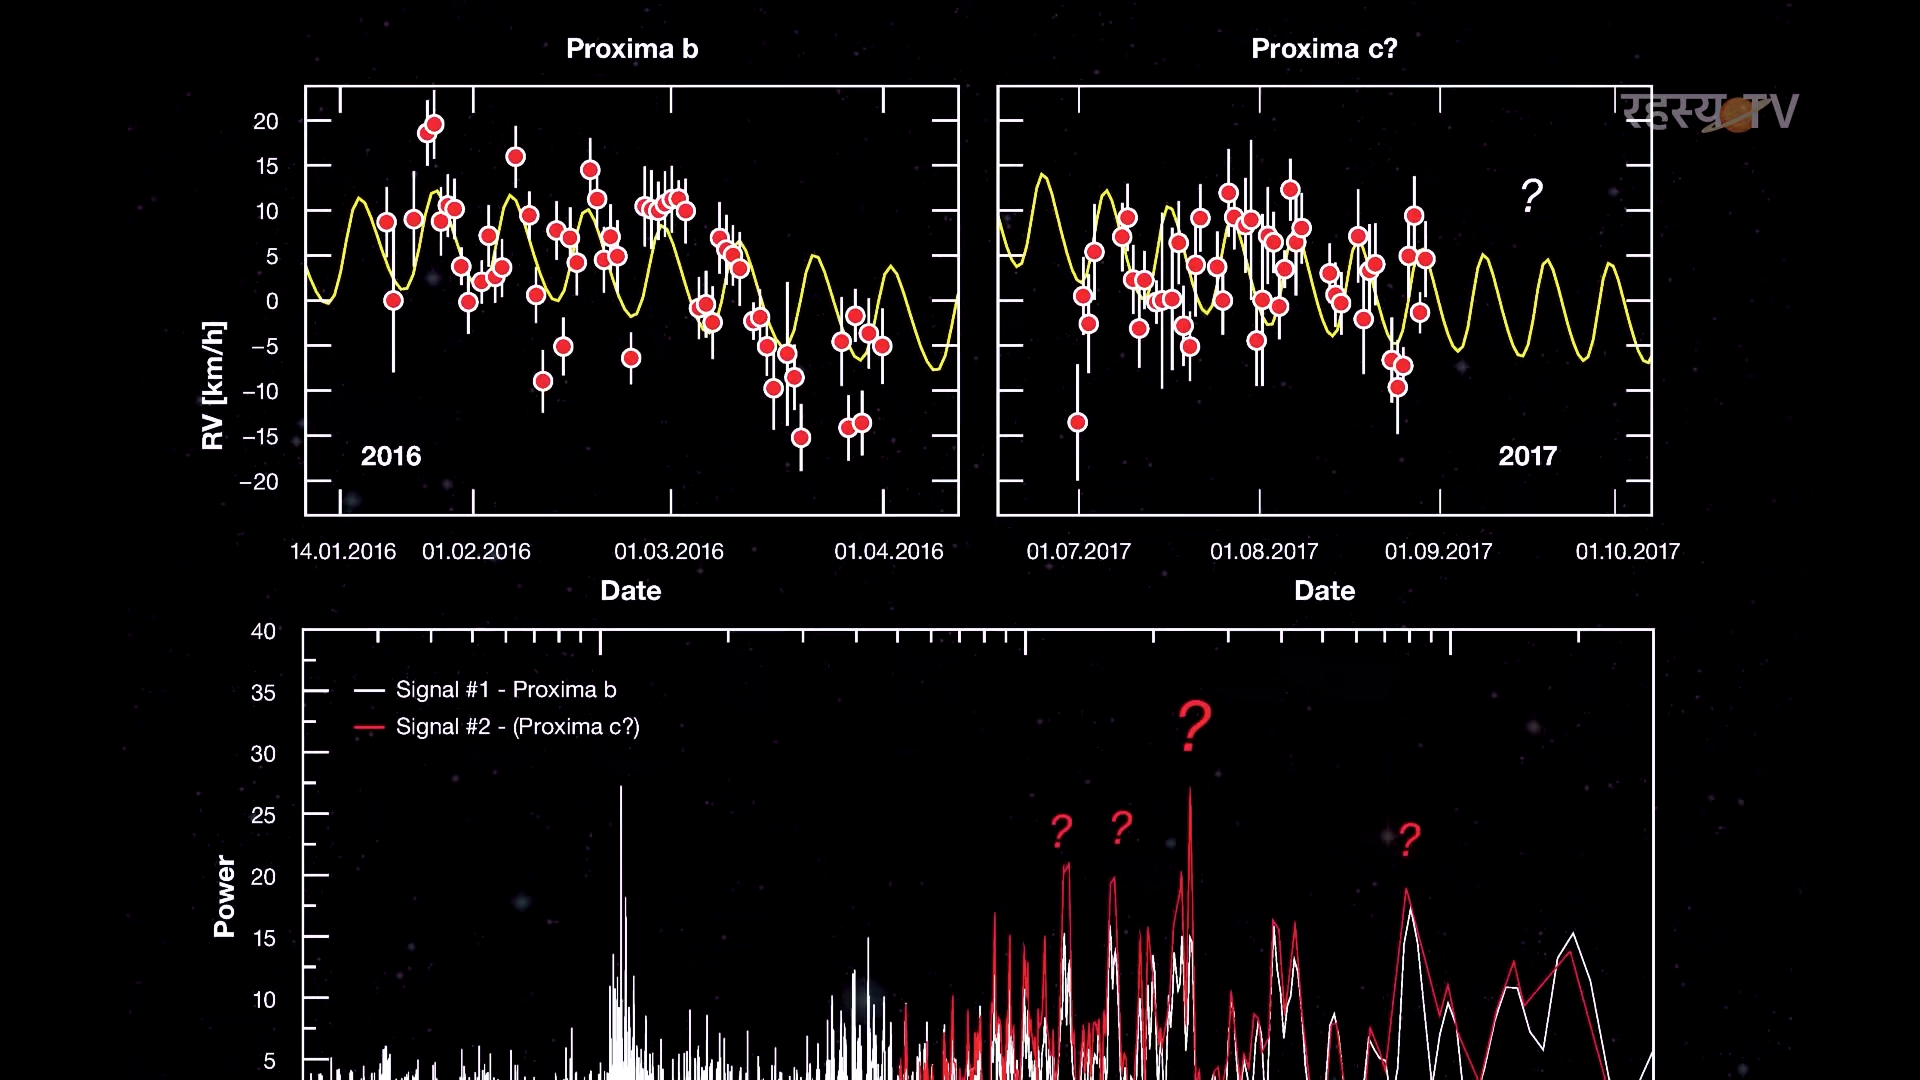 Proxima b
Proxima c?
रहस्य TV
20
15
10
5
0
−5
−10
−15
−20
RV [km/h]
?
2016
2017
14.01.2016 01.02.2016 01.03.2016 01.04.2016
01.07.2017 01.08.2017 01.09.2017 01.10.2017
Date
Date
40
35
30
25
20
15
10
5
Power
Signal #1 - Proxima b
Signal #2 - (Proxima c?)
?
? ? ?